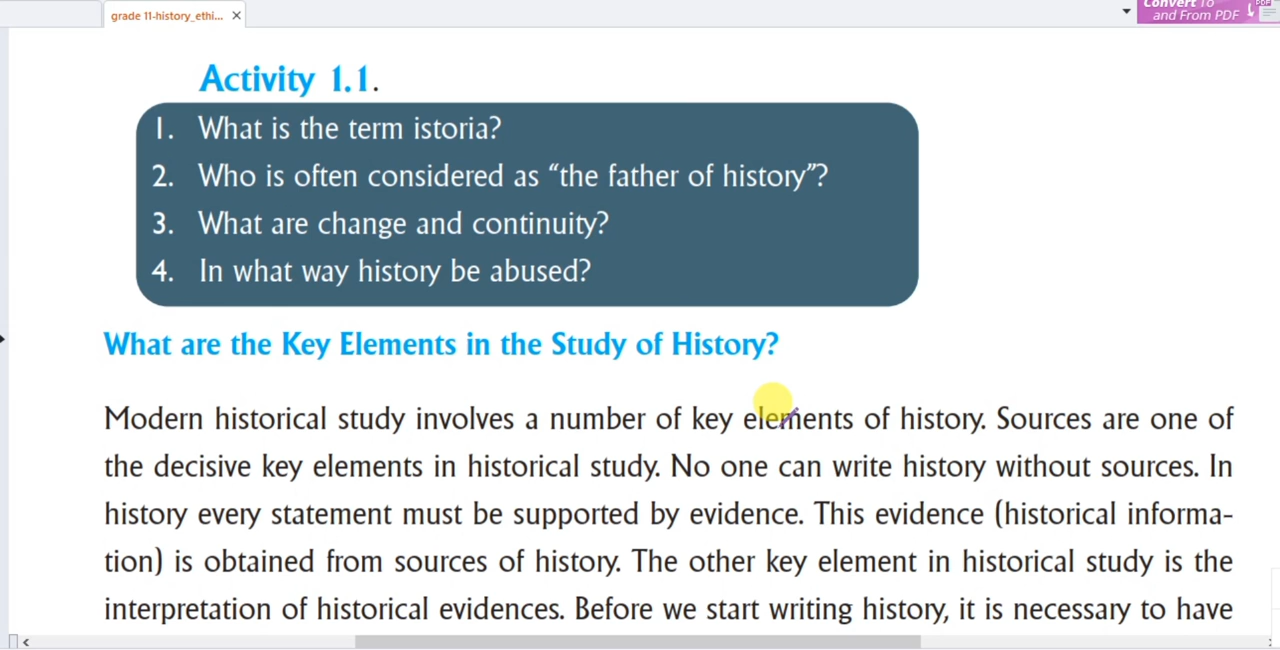 grade 11-history_ethi...
Convert To
and From PDF
PDF
Activity 1.1.
1. What is the term istoria?
2. Who is often considered as “the father of history”?
3. What are change and continuity?
4. In what way history be abused?
What are the Key Elements in the Study of History?
Modern historical study involves a number of key elements of history. Sources are one of
the decisive key elements in historical study. No one can write history without sources. In
history every statement must be supported by evidence. This evidence (historical informa-
tion) is obtained from sources of history. The other key element in historical study is the
interpretation of historical evidences. Before we start writing history, it is necessary to have